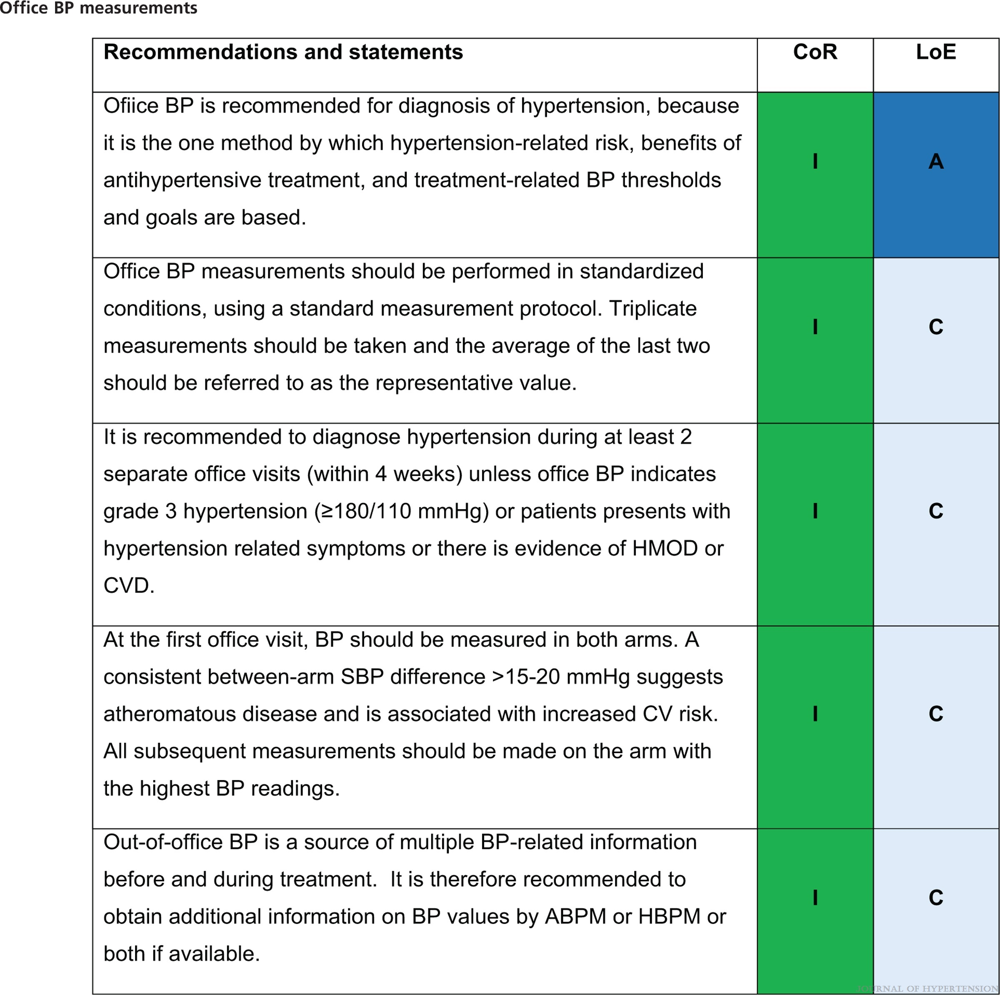 Office BP measurements
Recommendations and statements CoR LoE
Ofiice BP is recommended for diagnosis of hypertension, because
it is the one method by which hypertension-related risk, benefits of
antihypertensive treatment, and treatment-related BP thresholds
and goals are based.
I A
Office BP measurements should be performed in standardized
conditions, using a standard measurement protocol. Triplicate
measurements should be taken and the average of the last two
should be referred to as the representative value.
I C
It is recommended to diagnose hypertension during at least 2
separate office visits (within 4 weeks) unless office BP indicates
grade 3 hypertension (≥180/110 mmHg) or patients presents with
hypertension related symptoms or there is evidence of HMOD or
CVD.
I C
At the first office visit, BP should be measured in both arms. A
consistent between-arm SBP difference >15-20 mmHg suggests
atheromatous disease and is associated with increased CV risk.
All subsequent measurements should be made on the arm with
the highest BP readings.
I C
Out-of-office BP is a source of multiple BP-related information
before and during treatment.  It is therefore recommended to
obtain additional information on BP values by ABPM or HBPM or
both if available.
I C
JOURNAL OF HYPERTENSION